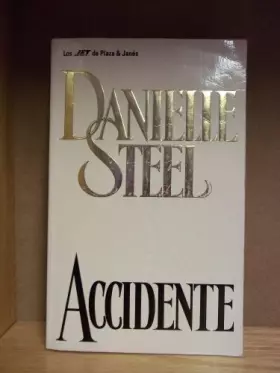 Los JET de Plaza & Janés
DANIELLE
STEEL
ACCIDENTE